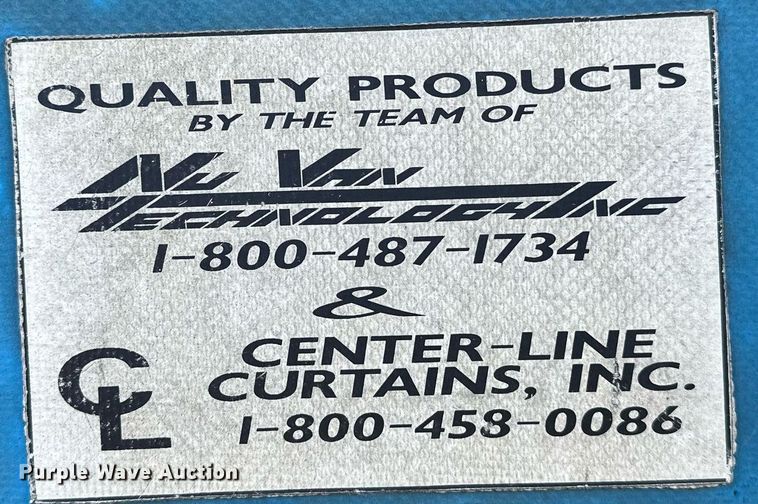 QUALITY PRODUCTS
BY THE TEAM OF
NU VAN
TECHNOLOGY INC
1-800-487-1734
&
CENTER-LINE
CURTAINS, INC.
CL
1-800-458-0086
Purple Wave Auction